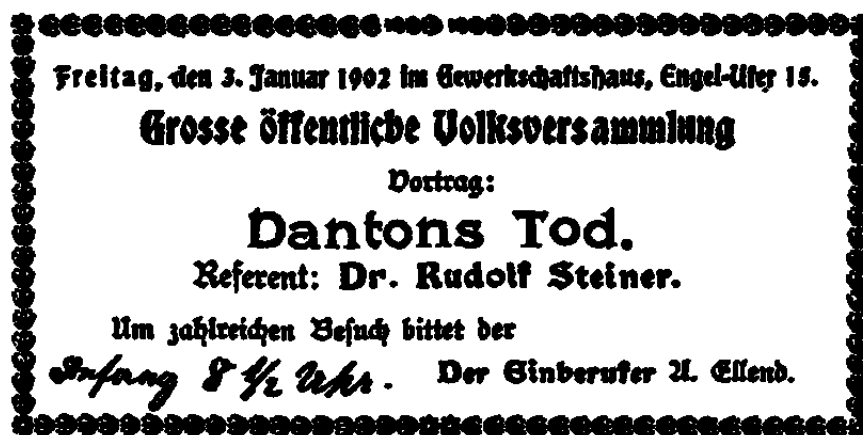 Freitag, den 3. Januar 1902 im Gewerkschaftshaus, Engel-Ufer 15.
Grosse öffentliche Volksversammlung
Vortrag:
Dantons Tod.
Referent: Dr. Rudolf Steiner.
Um zahlreichen Besuch bittet der
Anfang 8 1/2 Uhr. Der Einberufer A. Ellend.